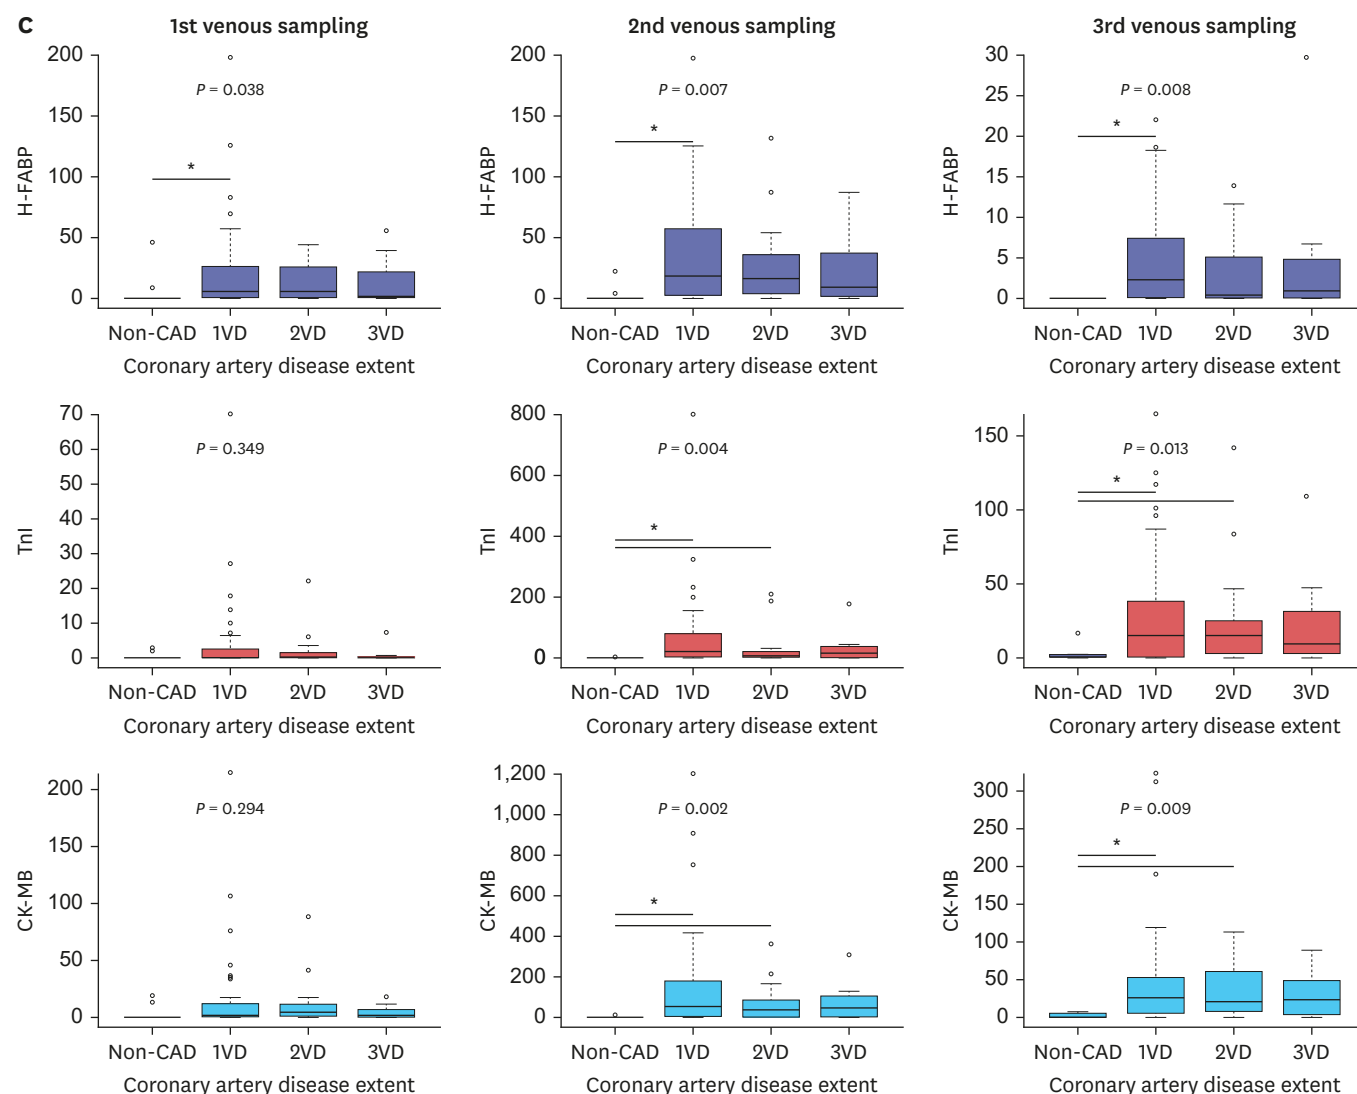 C
1st venous sampling
2nd venous sampling
3rd venous sampling
H-FABP
200
150
100
50
0
P = 0.038
*
Non-CAD 1VD 2VD 3VD
Coronary artery disease extent
H-FABP
200
150
100
50
0
P = 0.007
*
Non-CAD 1VD 2VD 3VD
Coronary artery disease extent
H-FABP
30
25
20
15
10
5
0
P = 0.008
*
Non-CAD 1VD 2VD 3VD
Coronary artery disease extent
TnI
70
60
50
40
30
20
10
0
P = 0.349
Non-CAD 1VD 2VD 3VD
Coronary artery disease extent
TnI
800
600
400
200
0
P = 0.004
*
Non-CAD 1VD 2VD 3VD
Coronary artery disease extent
TnI
150
100
50
0
P = 0.013
*
Non-CAD 1VD 2VD 3VD
Coronary artery disease extent
CK-MB
200
150
100
50
0
P = 0.294
Non-CAD 1VD 2VD 3VD
Coronary artery disease extent
CK-MB
1,200
1,000
800
600
400
200
0
P = 0.002
*
Non-CAD 1VD 2VD 3VD
Coronary artery disease extent
CK-MB
300
250
200
150
100
50
0
P = 0.009
*
Non-CAD 1VD 2VD 3VD
Coronary artery disease extent